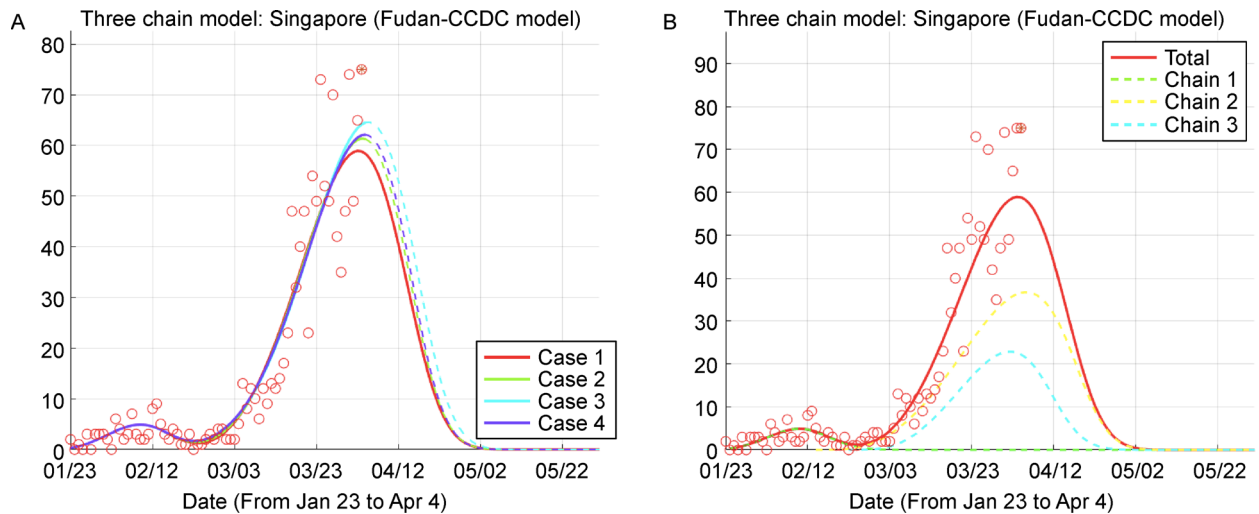 A
Three chain model: Singapore (Fudan-CCDC model)
80
70
60
50
40
30
20
10
0
01/23 02/12 03/03 03/23 04/12 05/02 05/22
Date (From Jan 23 to Apr 4)
Case 1
Case 2
Case 3
Case 4
B
Three chain model: Singapore (Fudan-CCDC model)
90
80
70
60
50
40
30
20
10
0
01/23 02/12 03/03 03/23 04/12 05/02 05/22
Date (From Jan 23 to Apr 4)
Total
Chain 1
Chain 2
Chain 3